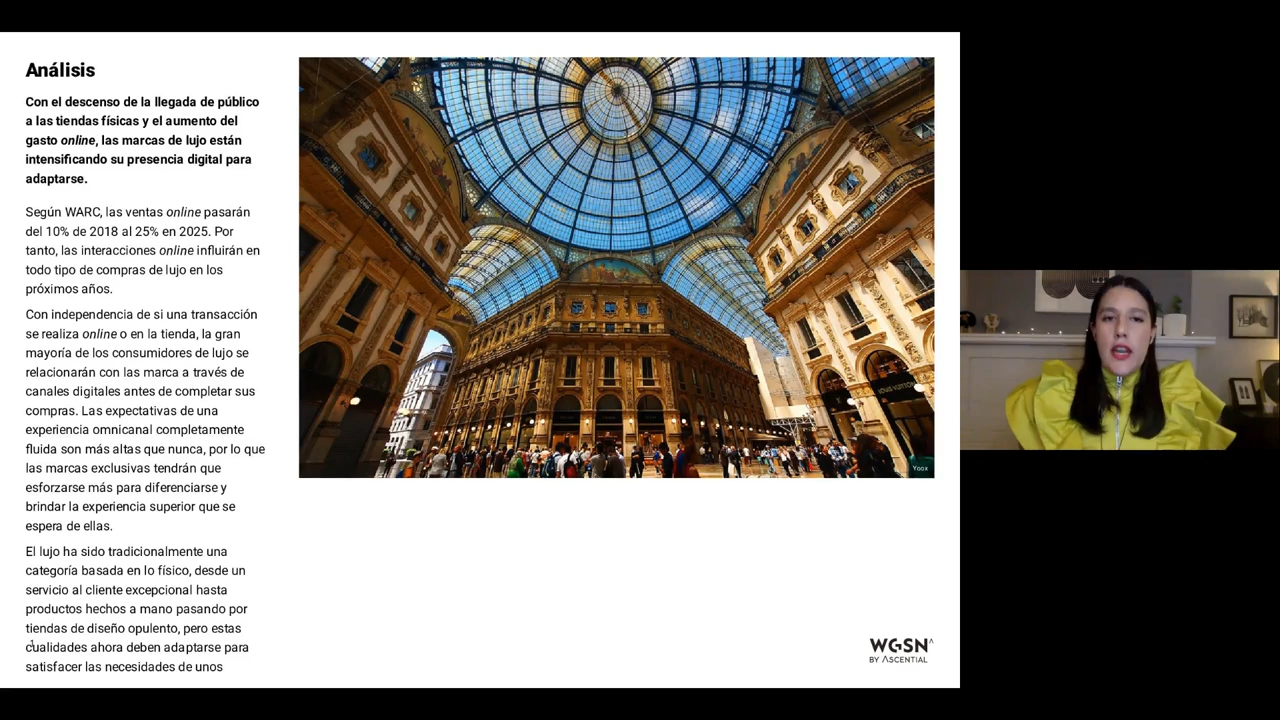 Análisis
Con el descenso de la llegada de público
a las tiendas físicas y el aumento del
gasto online, las marcas de lujo están
intensificando su presencia digital para
adaptarse.
Según WARC, las ventas online pasarán
del 10% de 2018 al 25% en 2025. Por
tanto, las interacciones online influirán en
todo tipo de compras de lujo en los
próximos años.
Con independencia de si una transacción
se realiza online o en la tienda, la gran
mayoría de los consumidores de lujo se
relacionarán con las marca a través de
canales digitales antes de completar sus
compras. Las expectativas de una
experiencia omnicanal completamente
fluida son más altas que nunca, por lo que
las marcas exclusivas tendrán que
esforzarse más para diferenciarse y
brindar la experiencia superior que se
espera de ellas.
El lujo ha sido tradicionalmente una
categoría basada en lo físico, desde un
servicio al cliente excepcional hasta
productos hechos a mano pasando por
tiendas de diseño opulento, pero estas
cualidades ahora deben adaptarse para
satisfacer las necesidades de unos
1
LOUIS VUITTON
Yoox
WGSN
BY ASCENTIAL